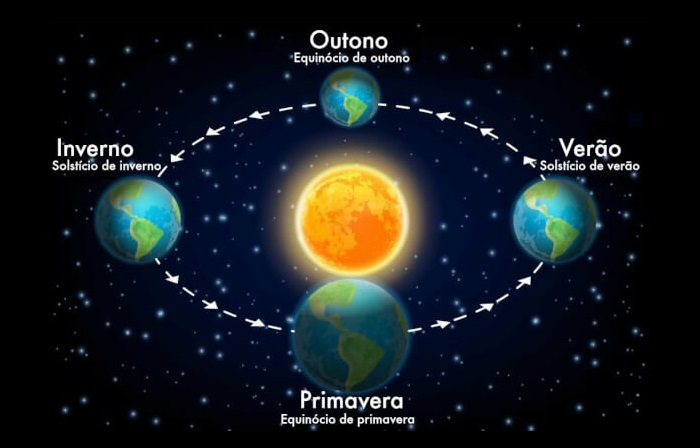 Outono
Equinócio de outono
Inverno
Solstício de inverno
Verão
Solstício de verão
Primavera
Equinócio de primavera